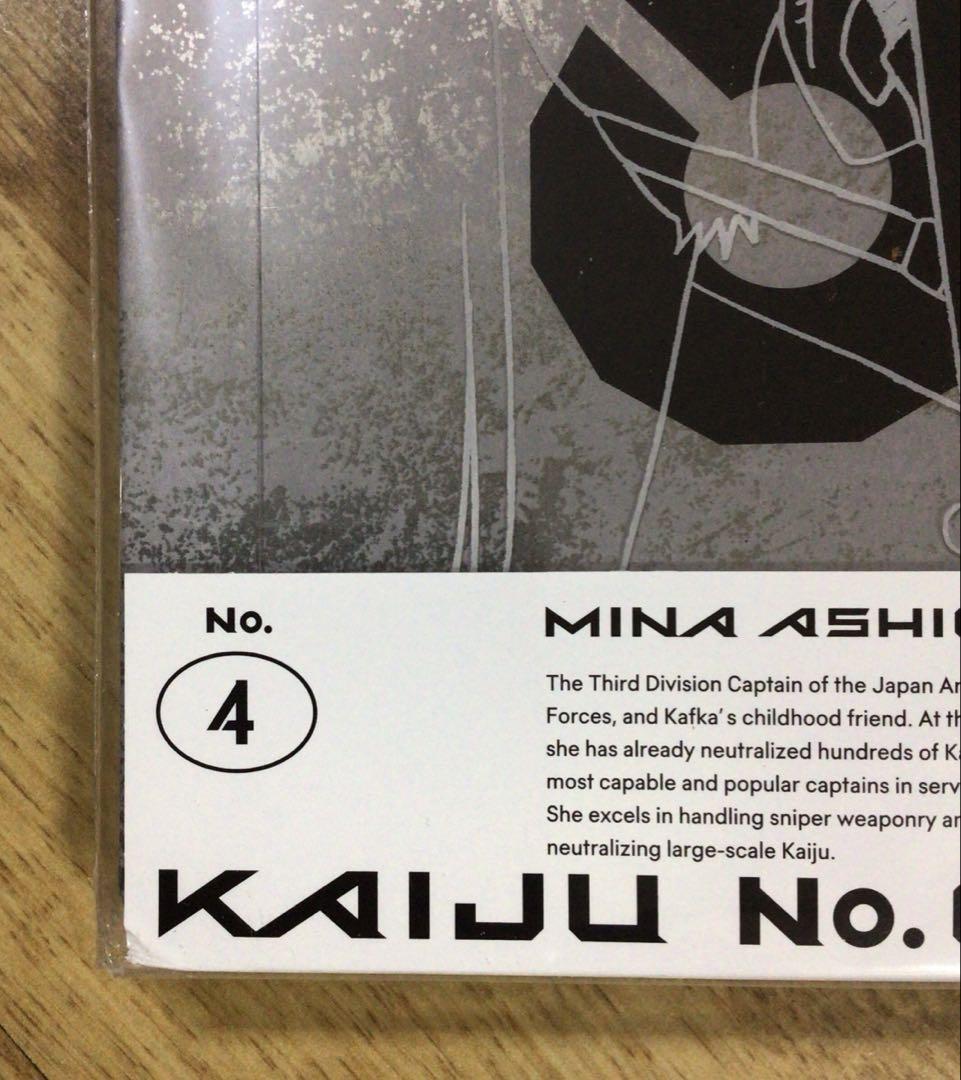 No.
4
MINA ASHI
The Third Division Captain of the Japan
Forces, and Kafka's childhood friend. At
she has already neutralized hundreds of
most capable and popular captains in
She excels in handling sniper weaponry
neutralizing large-scale Kaiju.
KAIJU No.